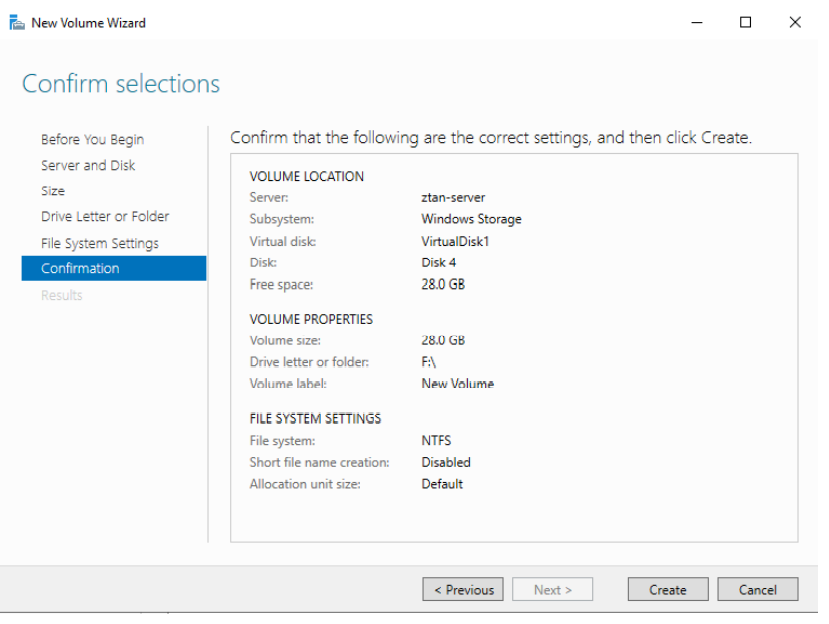 New Volume Wizard
Confirm selections
Before You Begin
Server and Disk
Size
Drive Letter or Folder
File System Settings
Confirmation
Results
Confirm that the following are the correct settings, and then click Create.
VOLUME LOCATION
Server: ztan-server
Subsystem: Windows Storage
Virtual disk: VirtualDisk1
Disk: Disk 4
Free space: 28.0 GB
VOLUME PROPERTIES
Volume size: 28.0 GB
Drive letter or folder: F:\
Volume label: New Volume
FILE SYSTEM SETTINGS
File system: NTFS
Short file name creation: Disabled
Allocation unit size: Default
< Previous Next > Create Cancel